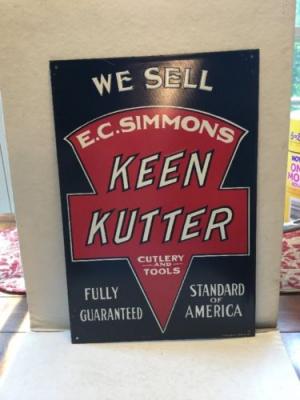 WE SELL
E.C. SIMMONS
KEEN
KUTTER
CUTLERY
AND
TOOLS
FULLY
GUARANTEED
STANDARD
OF
AMERICA